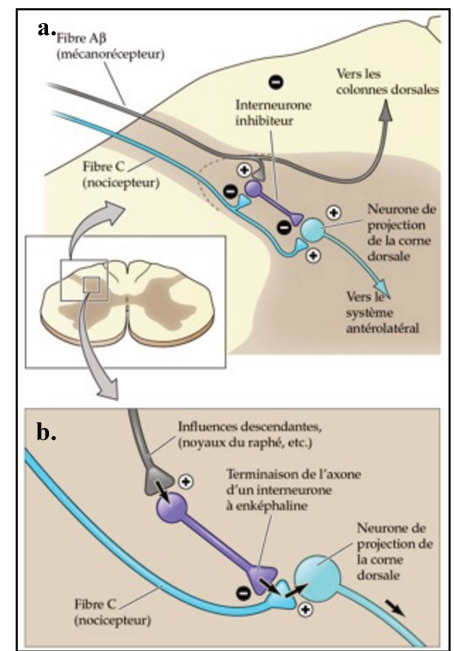 a.
Fibre Aβ
(mécanorécepteur)
Vers les
colonnes dorsales
−
Interneurone
inhibiteur
Fibre C
(nocicepteur)
+
−
+
−
+
Neurone de
projection
de la corne
dorsale
Vers le
système
antérolatéral
b.
Influences descendantes,
(noyaux du raphé, etc.)
+
Terminaison de l'axone
d'un interneurone
à enképhaline
Neurone de
projection de
la corne
dorsale
−
+
Fibre C
(nocicepteur)